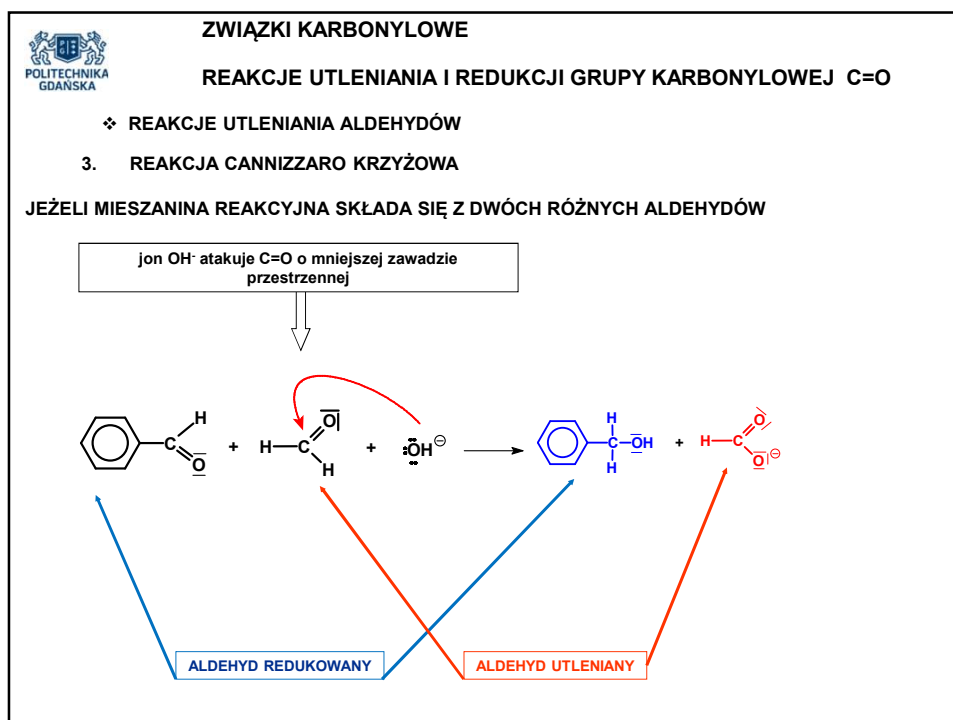 ZWIĄZKI KARBONYLOWE
POLITECHNIKA
GDAŃSKA
REAKCJE UTLENIANIA I REDUKCJI GRUPY KARBONYLOWEJ C=O
❖ REAKCJE UTLENIANIA ALDEHYDÓW
3. REAKCJA CANNIZZARO KRZYŻOWA
JEŻELI MIESZANINA REAKCYJNA SKŁADA SIĘ Z DWÓCH RÓŻNYCH ALDEHYDÓW
jon OH⁻ atakuje C=O o mniejszej zawadzie
przestrzennej
H
C
O
+
H
C
O
H
+
OH⊖
H
C
OH
H
+
H
C
O
O⊖
ALDEHYD REDUKOWANY
ALDEHYD UTLENIANY